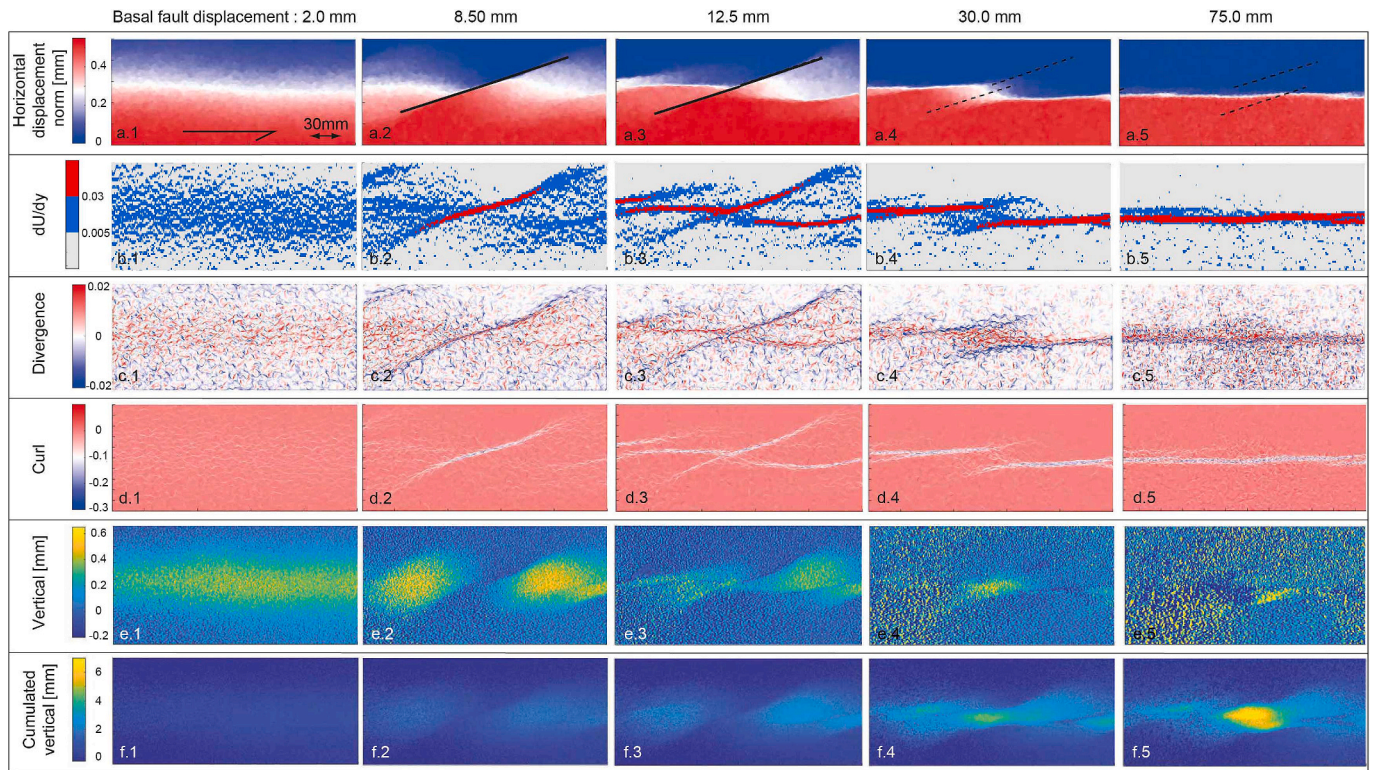 Basal fault displacement : 2.0 mm 8.50 mm 12.5 mm 30.0 mm 75.0 mm
Horizontal
displacement
norm [mm]
0.4
0.2
0
30mm
a.1 a.2 a.3 a.4 a.5
dU/dy
0.03
0.005
b.1 b.2 b.3 b.4 b.5
Divergence
0.02
0
-0.02
c.1 c.2 c.3 c.4 c.5
Curl
0
-0.1
-0.3
d.1 d.2 d.3 d.4 d.5
Vertical [mm]
0.6
0.4
0.2
0
-0.2
e.1 e.2 e.3 e.4 e.5
Cumulated
vertical [mm]
6
4
2
0
f.1 f.2 f.3 f.4 f.5